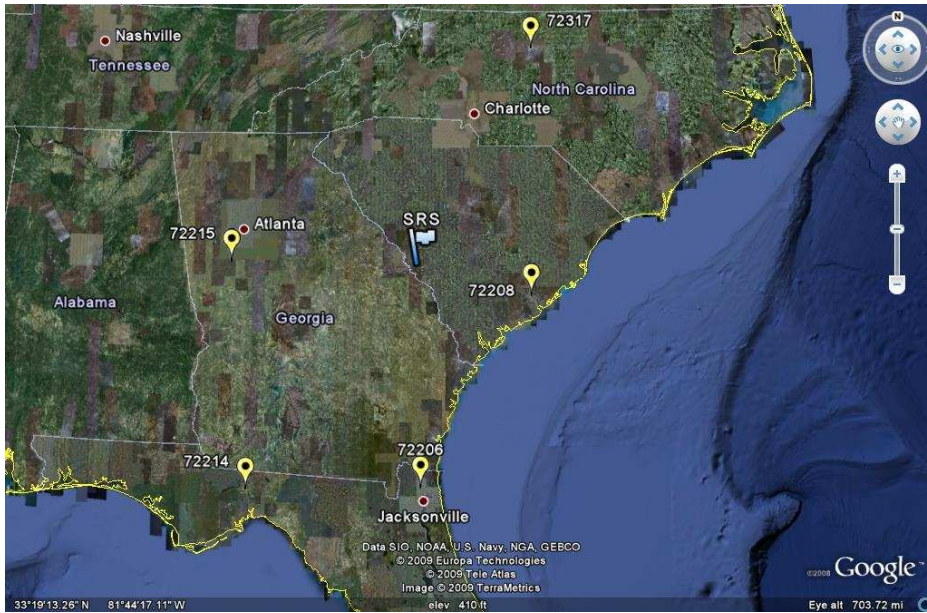 72317
N
Nashville
Tennessee
North Carolina
Charlotte
SRS
Atlanta
72215
72208
Alabama
Georgia
72214
72206
Jacksonville
Data SIO, NOAA, U.S. Navy, NGA, GEBCO
© 2009 Europa Technologies
© 2009 Tele Atlas
Image © 2009 TerraMetrics
©2008 Google™
33°19'13.26" N 81°44'17.11" W elev 410 ft Eye alt 703.72 mi